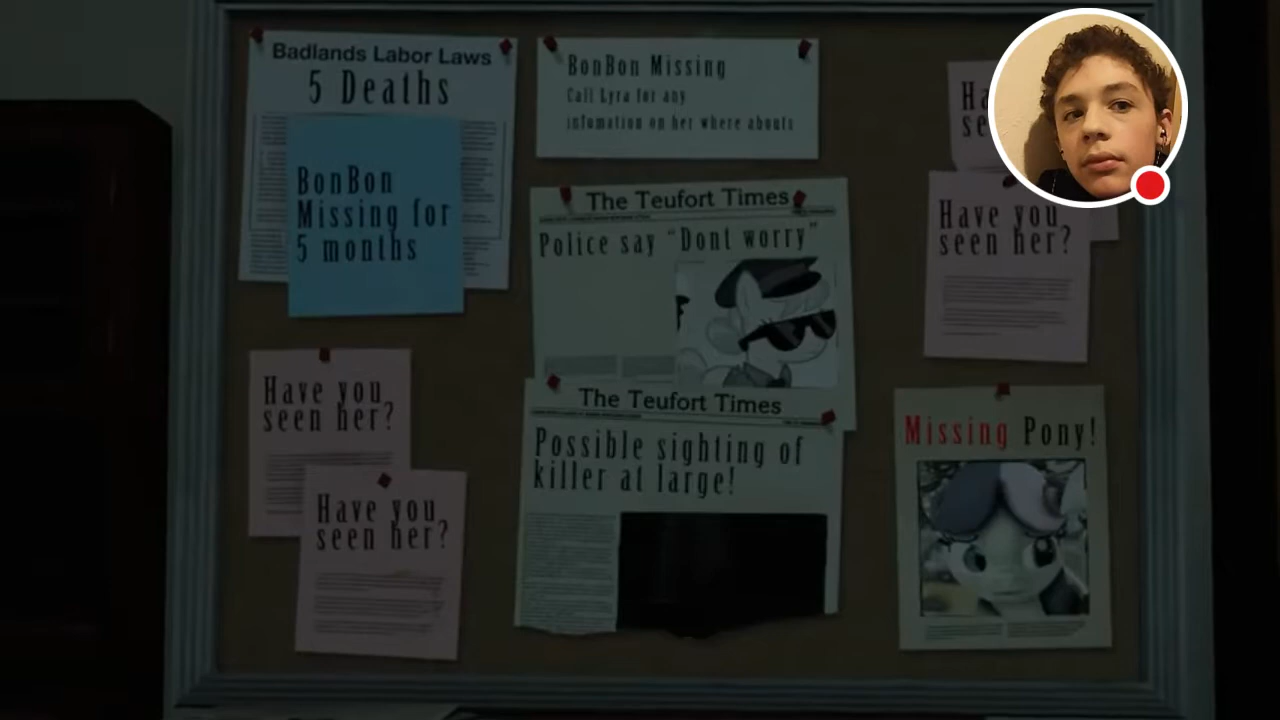 Badlands Labor Laws
5 Deaths
BonBon
Missing for
5 months
BonBon Missing
Call Lyra for any
infomation on her where abouts
Ha
se
Have you
seen her?
The Teufort Times
Police say “Dont worry”
Have you
seen her?
Have you
seen her?
The Teufort Times
Possible sighting of
killer at large!
Missing Pony!